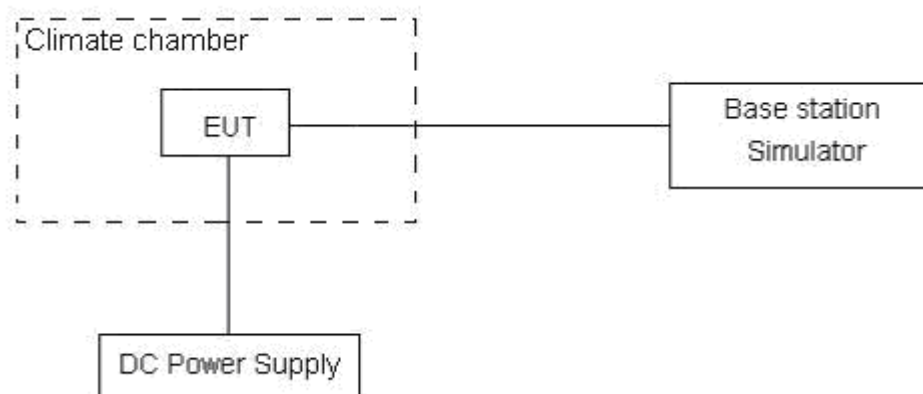 Climate chamber
EUT
Base station
Simulator
DC Power Supply